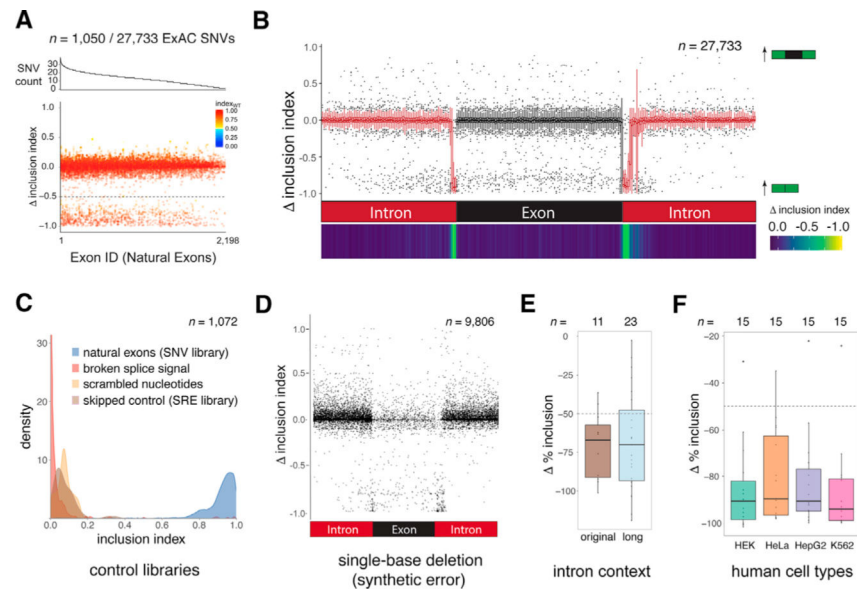 A
n = 1,050 / 27,733 ExAC SNVs
SNV
count
30
20
10
0
index WT
1.00
0.75
0.50
0.25
0.00
Δ inclusion index
1.0
0.5
0.0
-0.5
-1.0
1
2,198
Exon ID (Natural Exons)
B
n = 27,733
Δ inclusion index
1.0
0.5
0.0
-0.5
-1.0
Intron
Exon
Intron
Δ inclusion index
0.0 -0.5 -1.0
C
n = 1,072
natural exons (SNV library)
broken splice signal
scrambled nucleotides
skipped control (SRE library)
density
30
20
10
0.0 0.2 0.4 0.6 0.8 1.0
inclusion index
control libraries
D
n = 9,806
Δ inclusion index
1.0
0.5
0.0
-0.5
1.0
Intron
Exon
Intron
single-base deletion
(synthetic error)
E
n = 11 23
Δ % inclusion
0
-25
-50
-75
-100
original long
intron context
F
n = 15 15 15 15
Δ % inclusion
-20
-40
-60
-80
-100
HEK HeLa HepG2 K562
human cell types